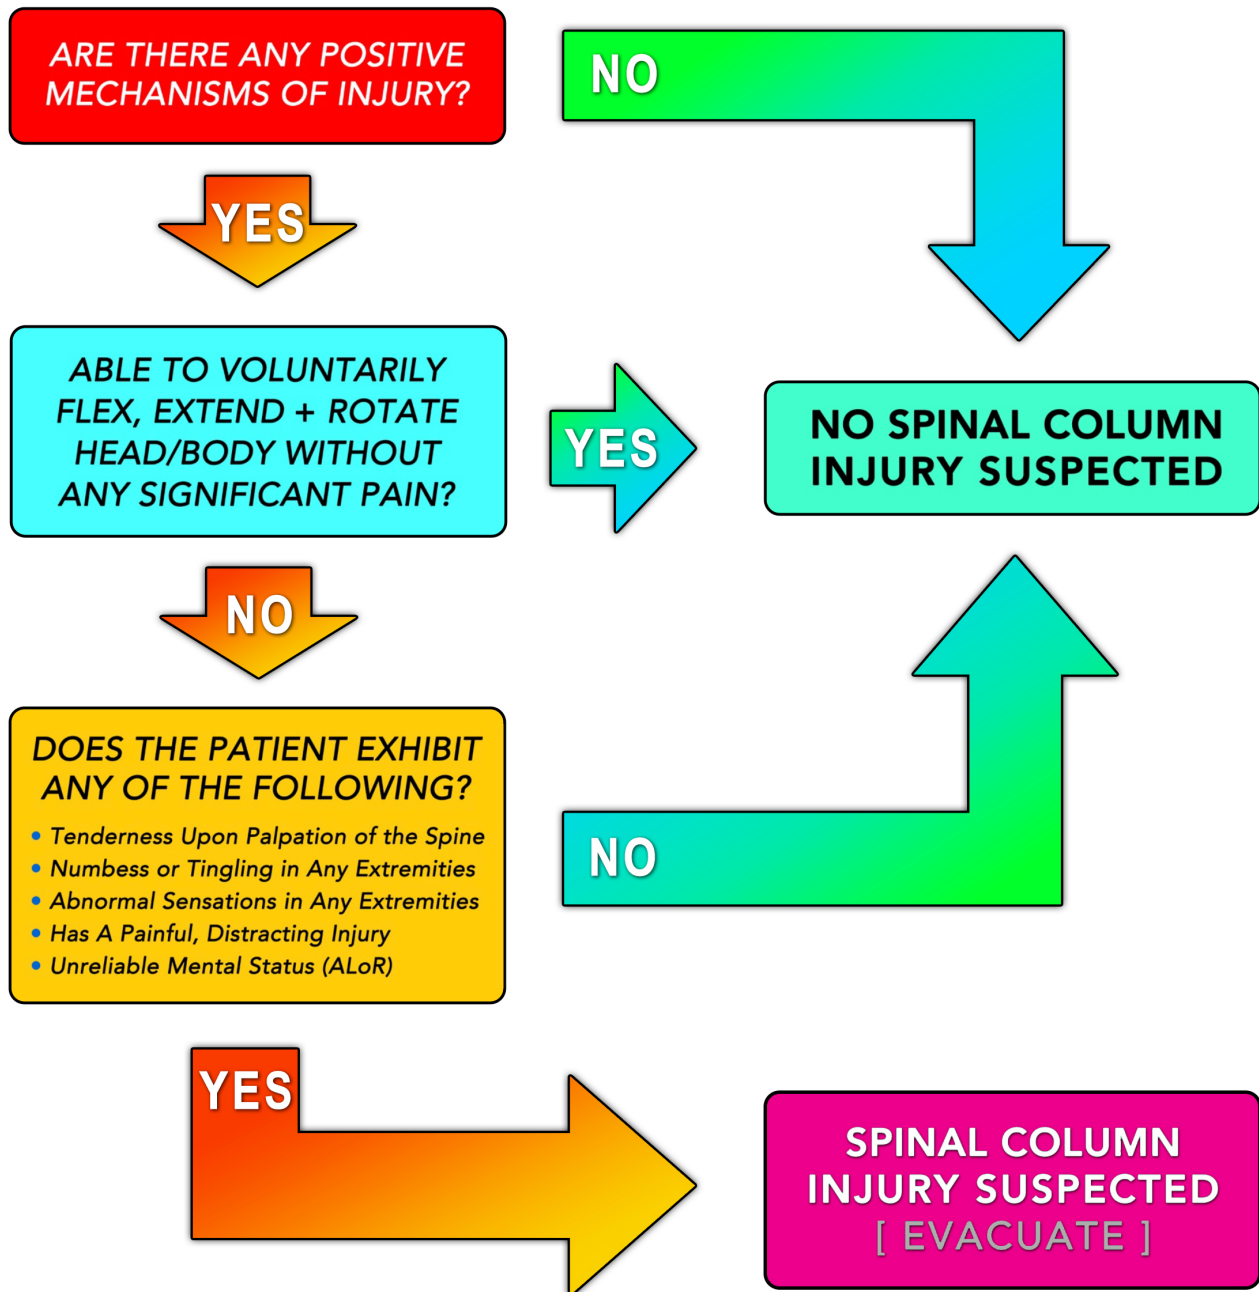 ARE THERE ANY POSITIVE
MECHANISMS OF INJURY?
NO
YES
ABLE TO VOLUNTARILY
FLEX, EXTEND + ROTATE
HEAD/BODY WITHOUT
ANY SIGNIFICANT PAIN?
YES
NO SPINAL COLUMN
INJURY SUSPECTED
NO
DOES THE PATIENT EXHIBIT
ANY OF THE FOLLOWING?
• Tenderness Upon Palpation of the Spine
• Numbess or Tingling in Any Extremities
• Abnormal Sensations in Any Extremities
• Has A Painful, Distracting Injury
• Unreliable Mental Status (ALoR)
NO
YES
SPINAL COLUMN
INJURY SUSPECTED
[ EVACUATE ]